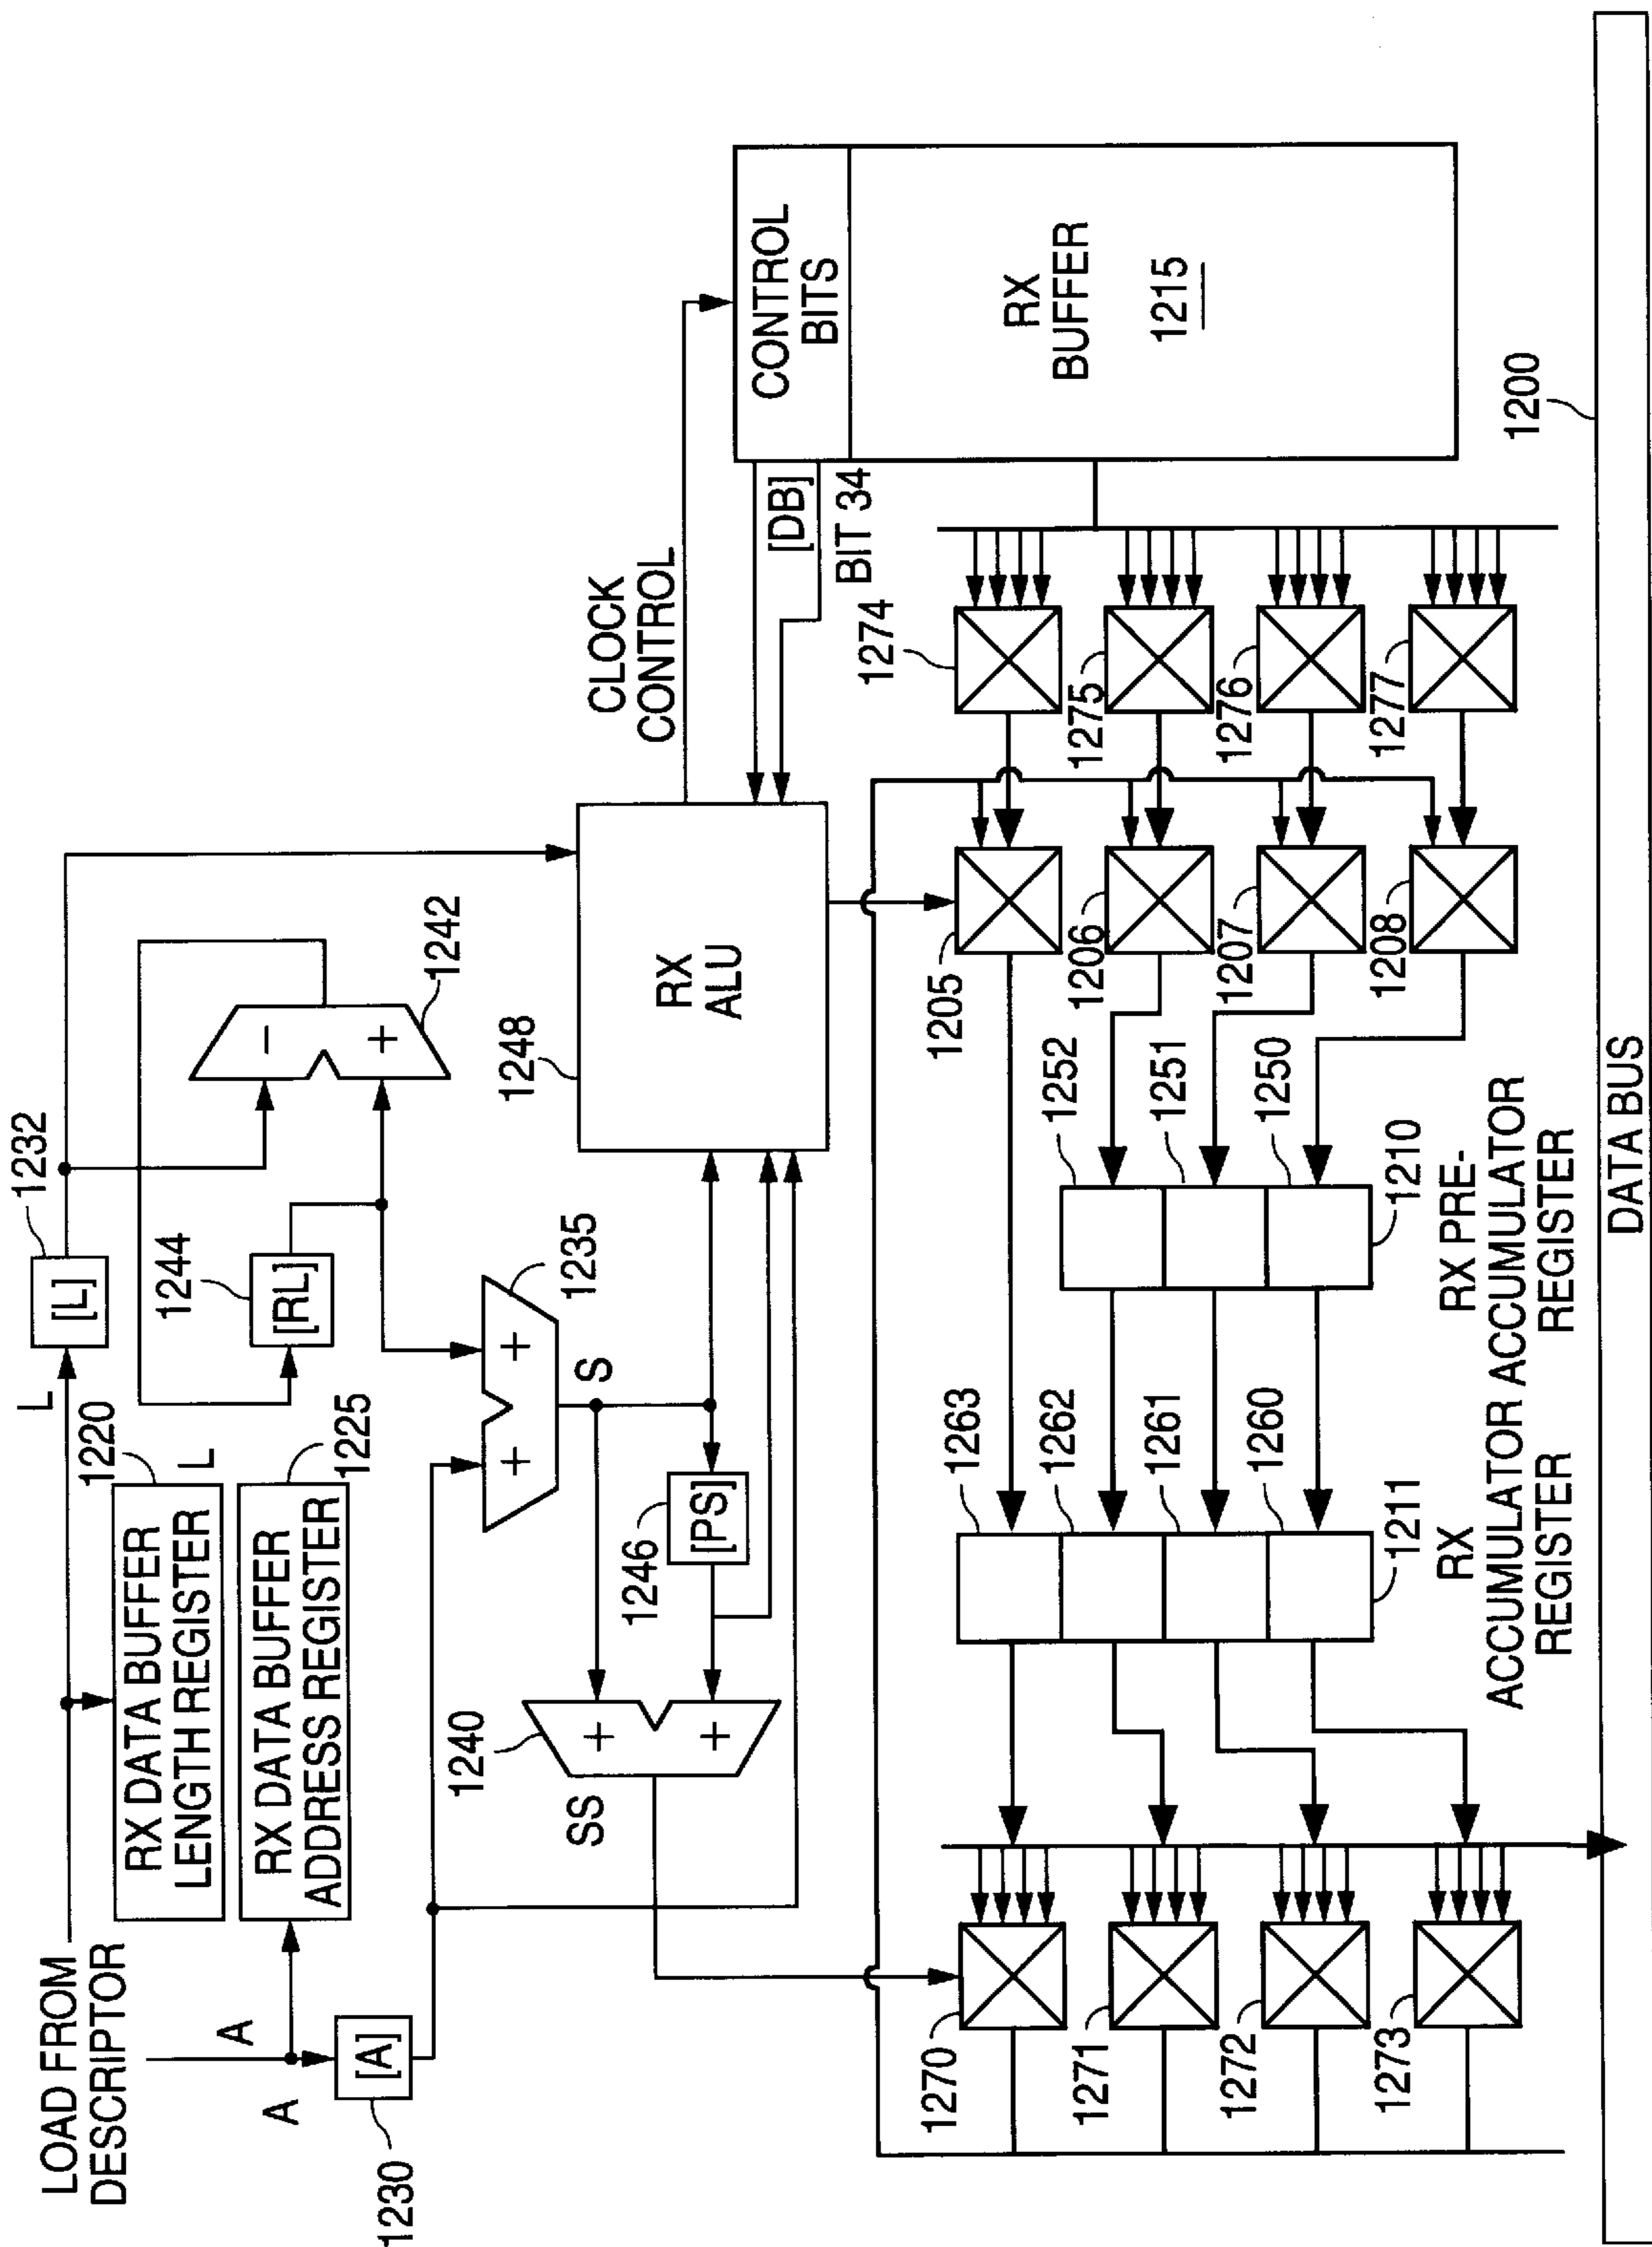 LOAD FROM
DESCRIPTOR
A
A
[A]
1230
RX DATA BUFFER
LENGTH REGISTER
1220
L
RX DATA BUFFER
ADDRESS REGISTER
1225
L
[L]
1232
1244
[RL]
-
+
1242
+
+
1235
S
1246
[PS]
1240
+
+
SS
1248
RX
ALU
CLOCK
CONTROL
[DB]
BIT 34
CONTROL
BITS
RX
BUFFER
1215
1270
1271
1272
1273
1263
1262
1261
1260
1211
RX
ACCUMULATOR
REGISTER
1252
1251
1250
1210
RX PRE-
ACCUMULATOR
REGISTER
1205
1206
1207
1208
1274
1275
1276
1277
1200
DATA BUS